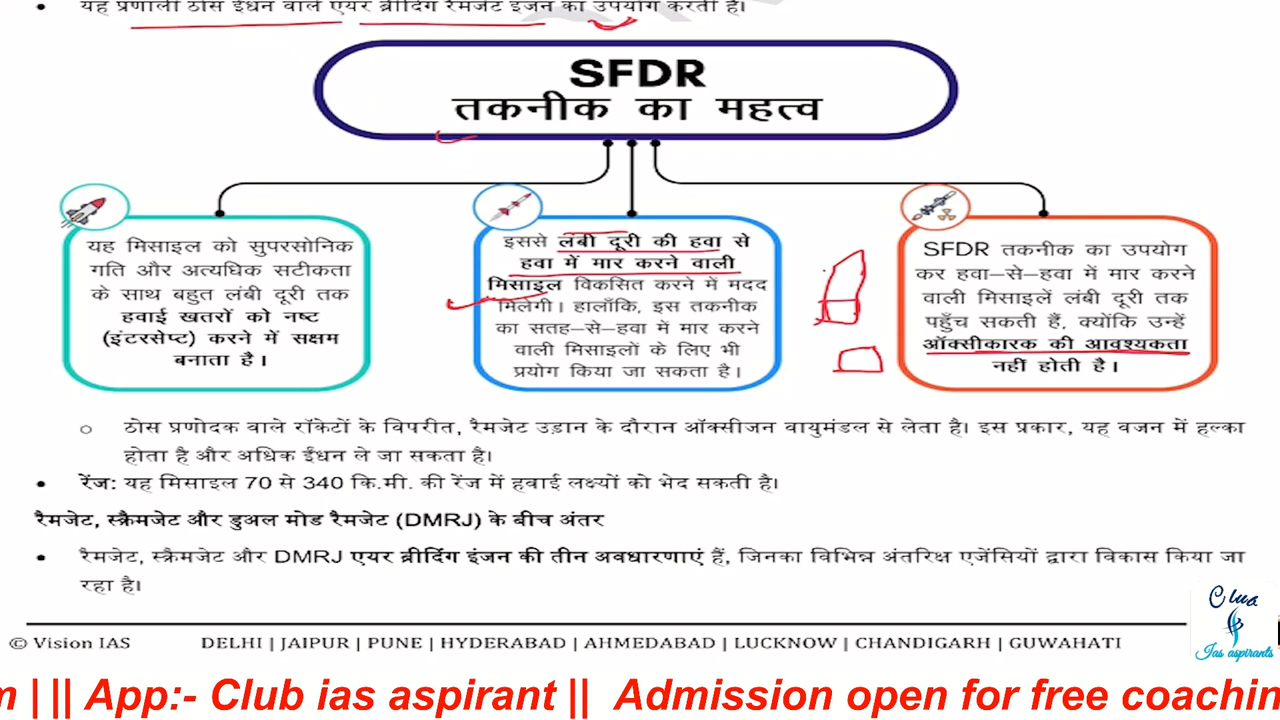 यह प्रणाली ठोस ईंधन वाले एयर ब्रीदिंग रैमजेट इंजन का उपयोग करती है।
SFDR
तकनीक का महत्व
यह मिसाइल को सुपरसोनिक
गति और अत्यधिक सटीकता
के साथ बहुत लंबी दूरी तक
हवाई खतरों को नष्ट
(इंटरसेप्ट) करने में सक्षम
बनाता है।
इससे लंबी दूरी की हवा से
हवा में मार करने वाली
मिसाइल विकसित करने में मदद
मिलेगी। हालाँकि, इस तकनीक
का सतह–से–हवा में मार करने
वाली मिसाइलों के लिए भी
प्रयोग किया जा सकता है।
SFDR तकनीक का उपयोग
कर हवा–से–हवा में मार करने
वाली मिसाइलें लंबी दूरी तक
पहुँच सकती हैं, क्योंकि उन्हें
ऑक्सीकारक की आवश्यकता
नहीं होती है।
ठोस प्रणोदक वाले रॉकेटों के विपरीत, रैमजेट उड़ान के दौरान ऑक्सीजन वायुमंडल से लेता है। इस प्रकार, यह वजन में हल्का
होता है और अधिक ईंधन ले जा सकता है।
रेंज: यह मिसाइल 70 से 340 कि.मी. की रेंज में हवाई लक्ष्यों को भेद सकती है।
रैमजेट, स्क्रैमजेट और डुअल मोड रैमजेट (DMRJ) के बीच अंतर
रैमजेट, स्क्रैमजेट और DMRJ एयर ब्रीदिंग इंजन की तीन अवधारणाएं हैं, जिनका विभिन्न अंतरिक्ष एजेंसियों द्वारा विकास किया जा
रहा है।
© Vision IAS DELHI | JAIPUR | PUNE | HYDERABAD | AHMEDABAD | LUCKNOW | CHANDIGARH | GUWAHATI
Club
Ias aspirants
m | || App:- Club ias aspirant || Admission open for free coachin